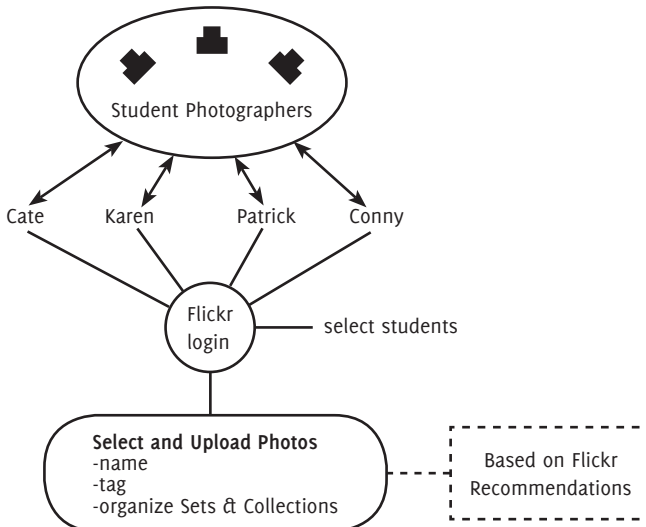 Student Photographers
Cate
Karen
Patrick
Conny
Flickr
login
select students
Select and Upload Photos
-name
-tag
-organize Sets & Collections
Based on Flickr
Recommendations